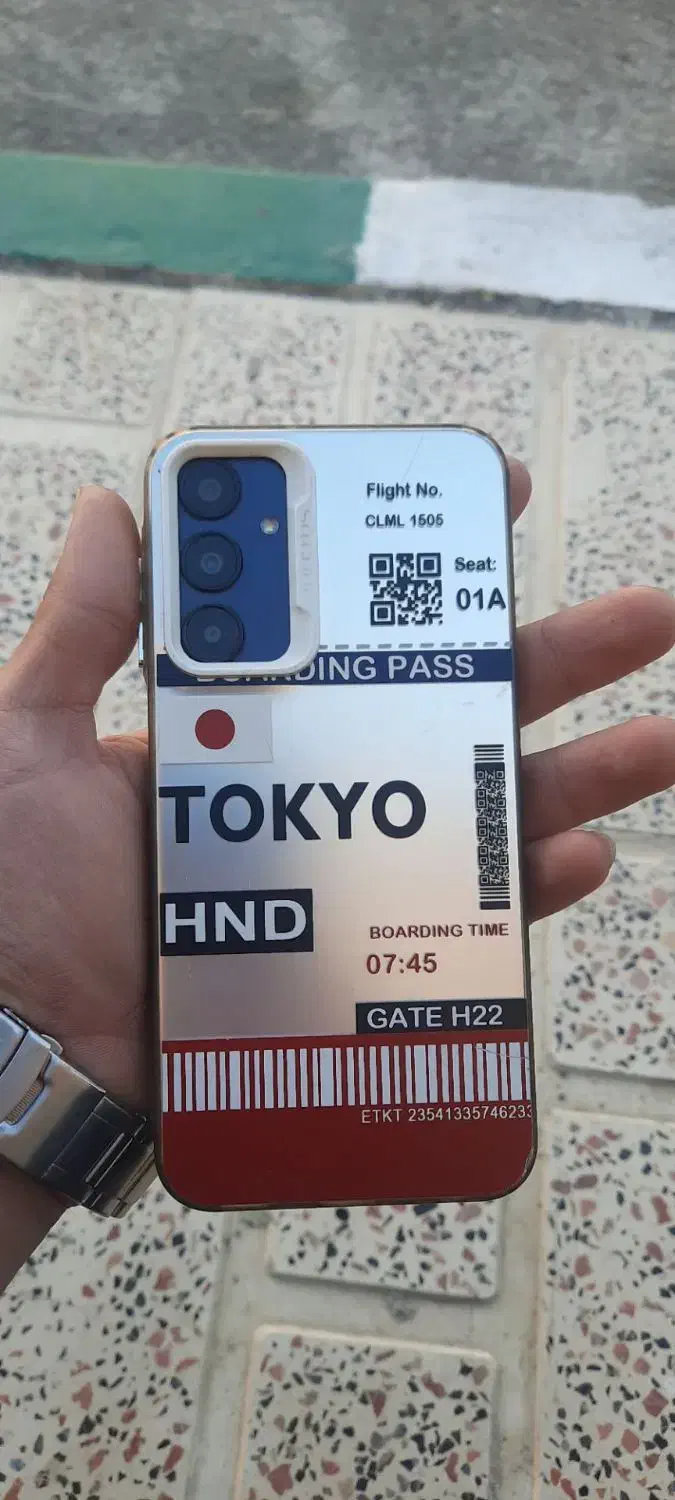 Flight No.
CLML 1505
Seat:
01A
BOARDING PASS
TOKYO
HND
BOARDING TIME
07:45
GATE H22
ETKT 23541335746233